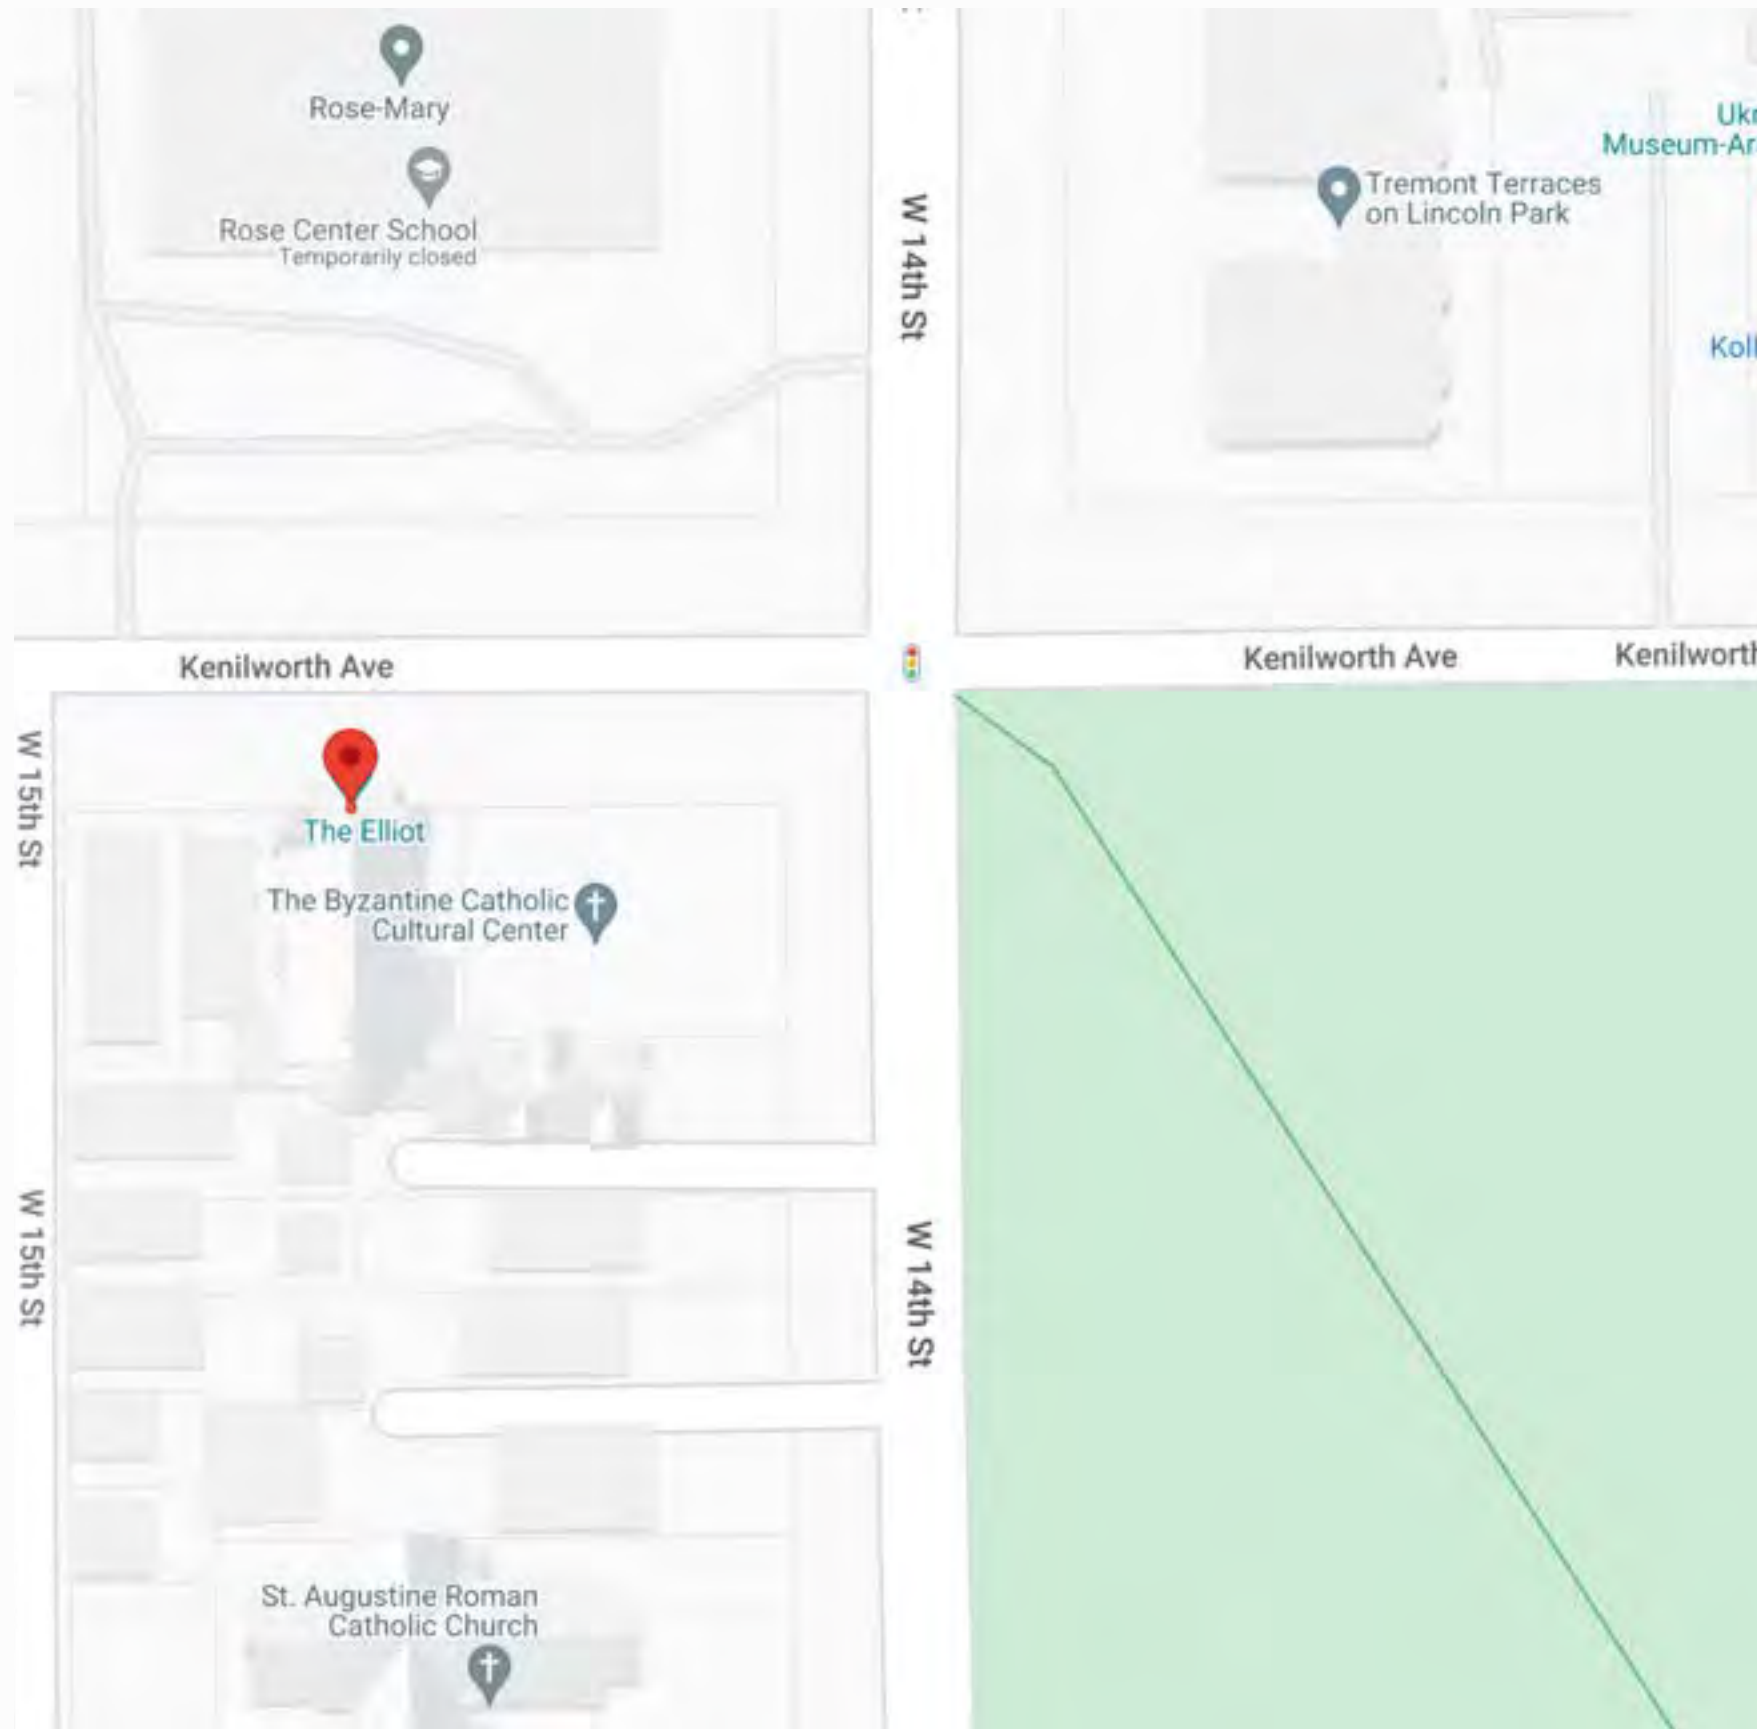 Rose-Mary
Rose Center School
Temporarily closed
W 14th St
Tremont Terraces
on Lincoln Park
Museum-Ar
Kenilworth Ave
Kenilworth Ave
Kenilworth
W 15th St
The Elliot
The Byzantine Catholic
Cultural Center
W 15th St
W 14th St
St. Augustine Roman
Catholic Church